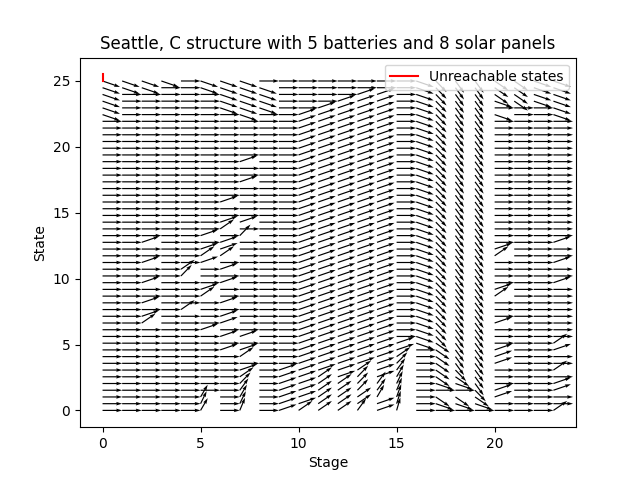 Seattle, C structure with 5 batteries and 8 solar panels
Unreachable states
25
20
15
10
5
0
State
0 5 10 15 20
Stage